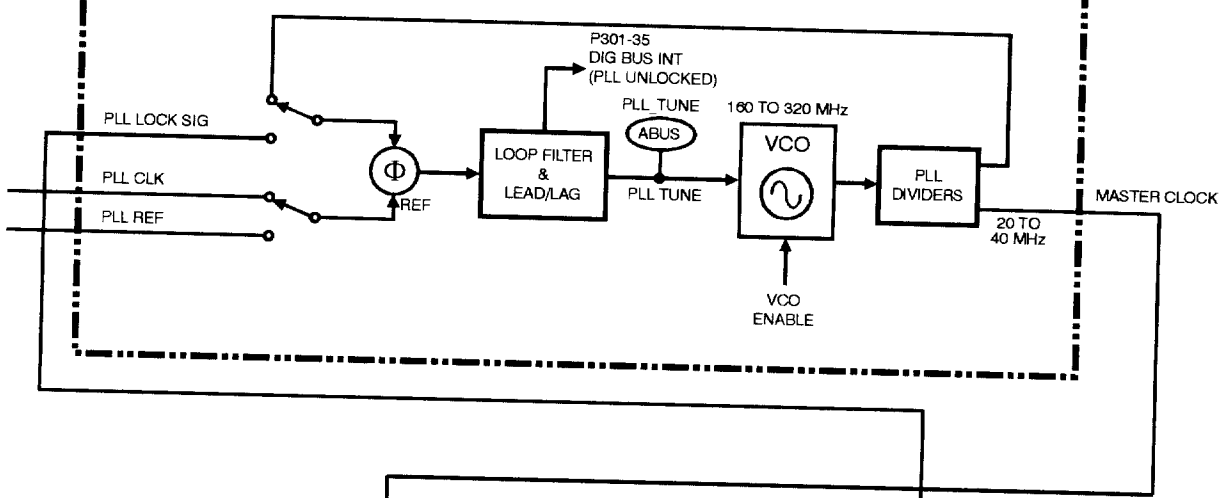 P301-35
DIG BUS INT
(PLL UNLOCKED)
PLL_TUNE
160 TO 320 MHz
PLL LOCK SIG
ABUS
VCO
LOOP FILTER
&
LEAD/LAG
Φ
PLL
DIVIDERS
PLL CLK
REF
PLL TUNE
MASTER CLOCK
PLL REF
20 TO
40 MHz
VCO
ENABLE